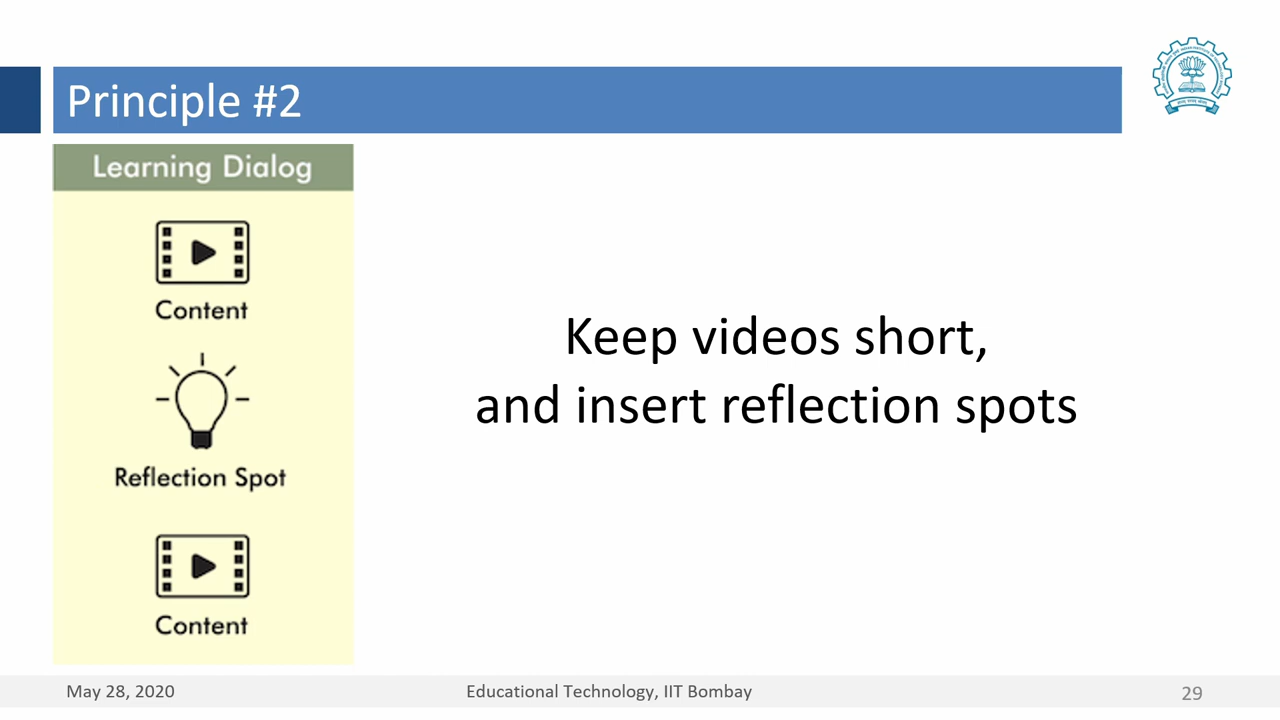 Principle #2
Learning Dialog
Content
Reflection Spot
Content
Keep videos short,
and insert reflection spots
May 28, 2020
Educational Technology, IIT Bombay
29